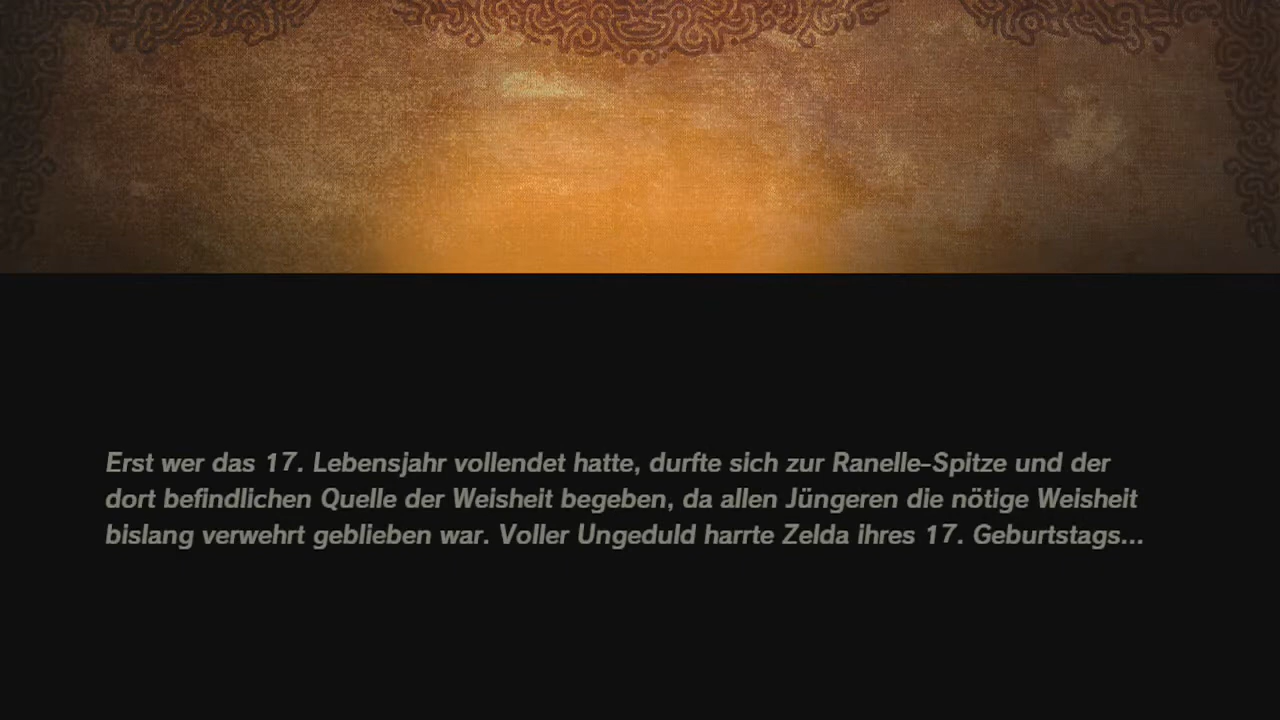 Erst wer das 17. Lebensjahr vollendet hatte, durfte sich zur Ranelle-Spitze und der
dort befindlichen Quelle der Weisheit begeben, da allen Jüngeren die nötige Weisheit
bislang verwehrt geblieben war. Voller Ungeduld harrte Zelda ihres 17. Geburtstags...